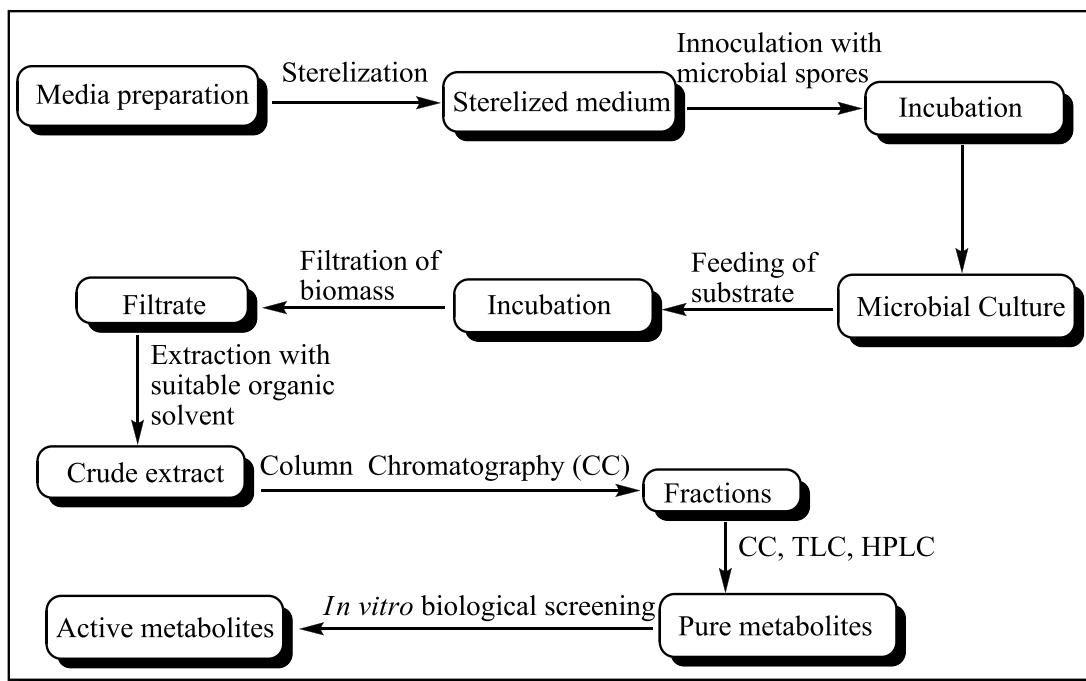 Media preparation
Sterelization
Sterelized medium
Innoculation with
microbial spores
Incubation
Microbial Culture
Feeding of
substrate
Incubation
Filtration of
biomass
Filtrate
Extraction with
suitable organic
solvent
Crude extract
Column Chromatography (CC)
Fractions
CC, TLC, HPLC
Pure metabolites
In vitro biological screening
Active metabolites